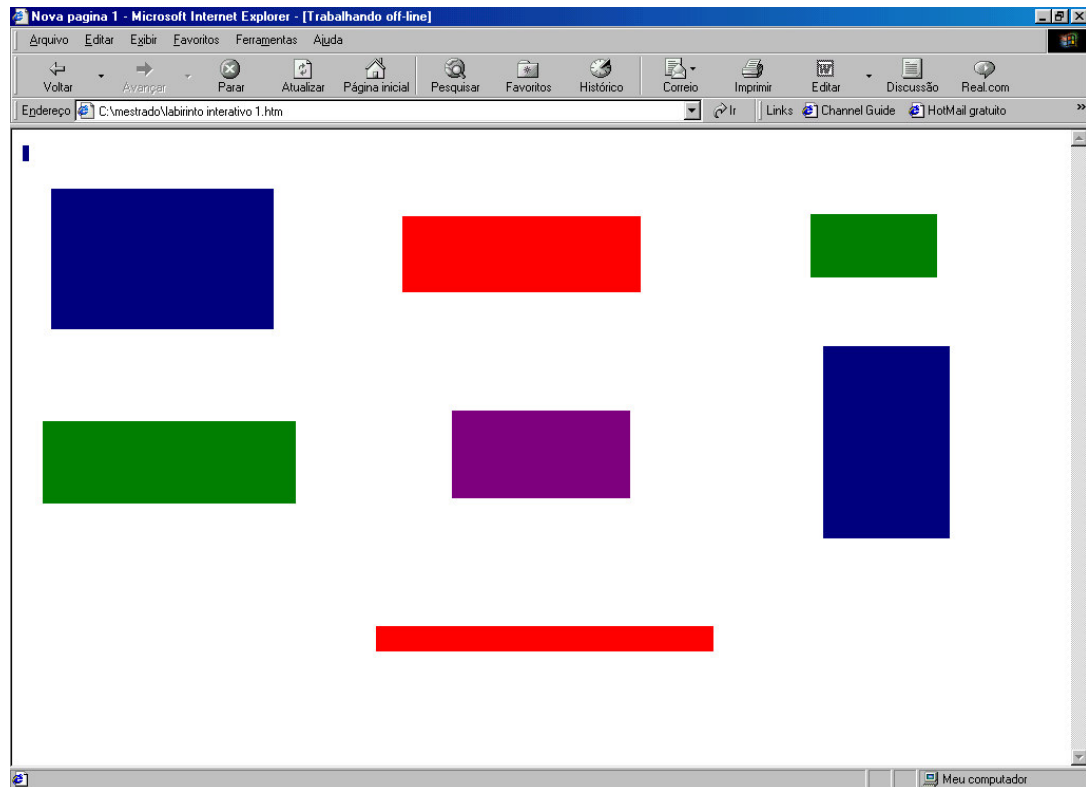 Nova pagina 1 - Microsoft Internet Explorer - [Trabalhando off-line]
Arquivo Editar Exibir Favoritos Ferramentas Ajuda
Voltar Avançar Parar Atualizar Página inicial Pesquisar Favoritos Histórico Correio Imprimir Editar Discussão Real.com
Endereço C:\mestrado\labirinto interativo 1.htm Ir Links Channel Guide HotMail gratuito »
Meu computador